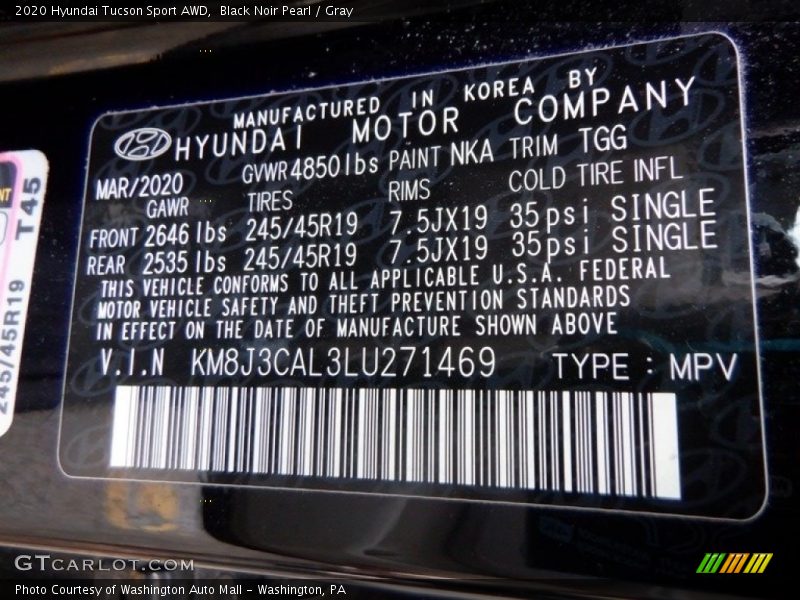 2020 Hyundai Tucson Sport AWD,  Black Noir Pearl / Gray
MANUFACTURED IN KOREA BY
HYUNDAI MOTOR COMPANY
MAR/2020 GVWR 4850 lbs PAINT NKA TRIM TGG
GAWR TIRES RIMS COLD TIRE INFL
FRONT 2646 lbs 245/45R19 7.5JX19 35psi SINGLE
REAR 2535 lbs 245/45R19 7.5JX19 35psi SINGLE
THIS VEHICLE CONFORMS TO ALL APPLICABLE U.S.A. FEDERAL
MOTOR VEHICLE SAFETY AND THEFT PREVENTION STANDARDS
IN EFFECT ON THE DATE OF MANUFACTURE SHOWN ABOVE
V.I.N KM8J3CAL3LU271469 TYPE : MPV
245/45R19 T45
GTCARLOT.COM
Photo Courtesy of Washington Auto Mall - Washington, PA